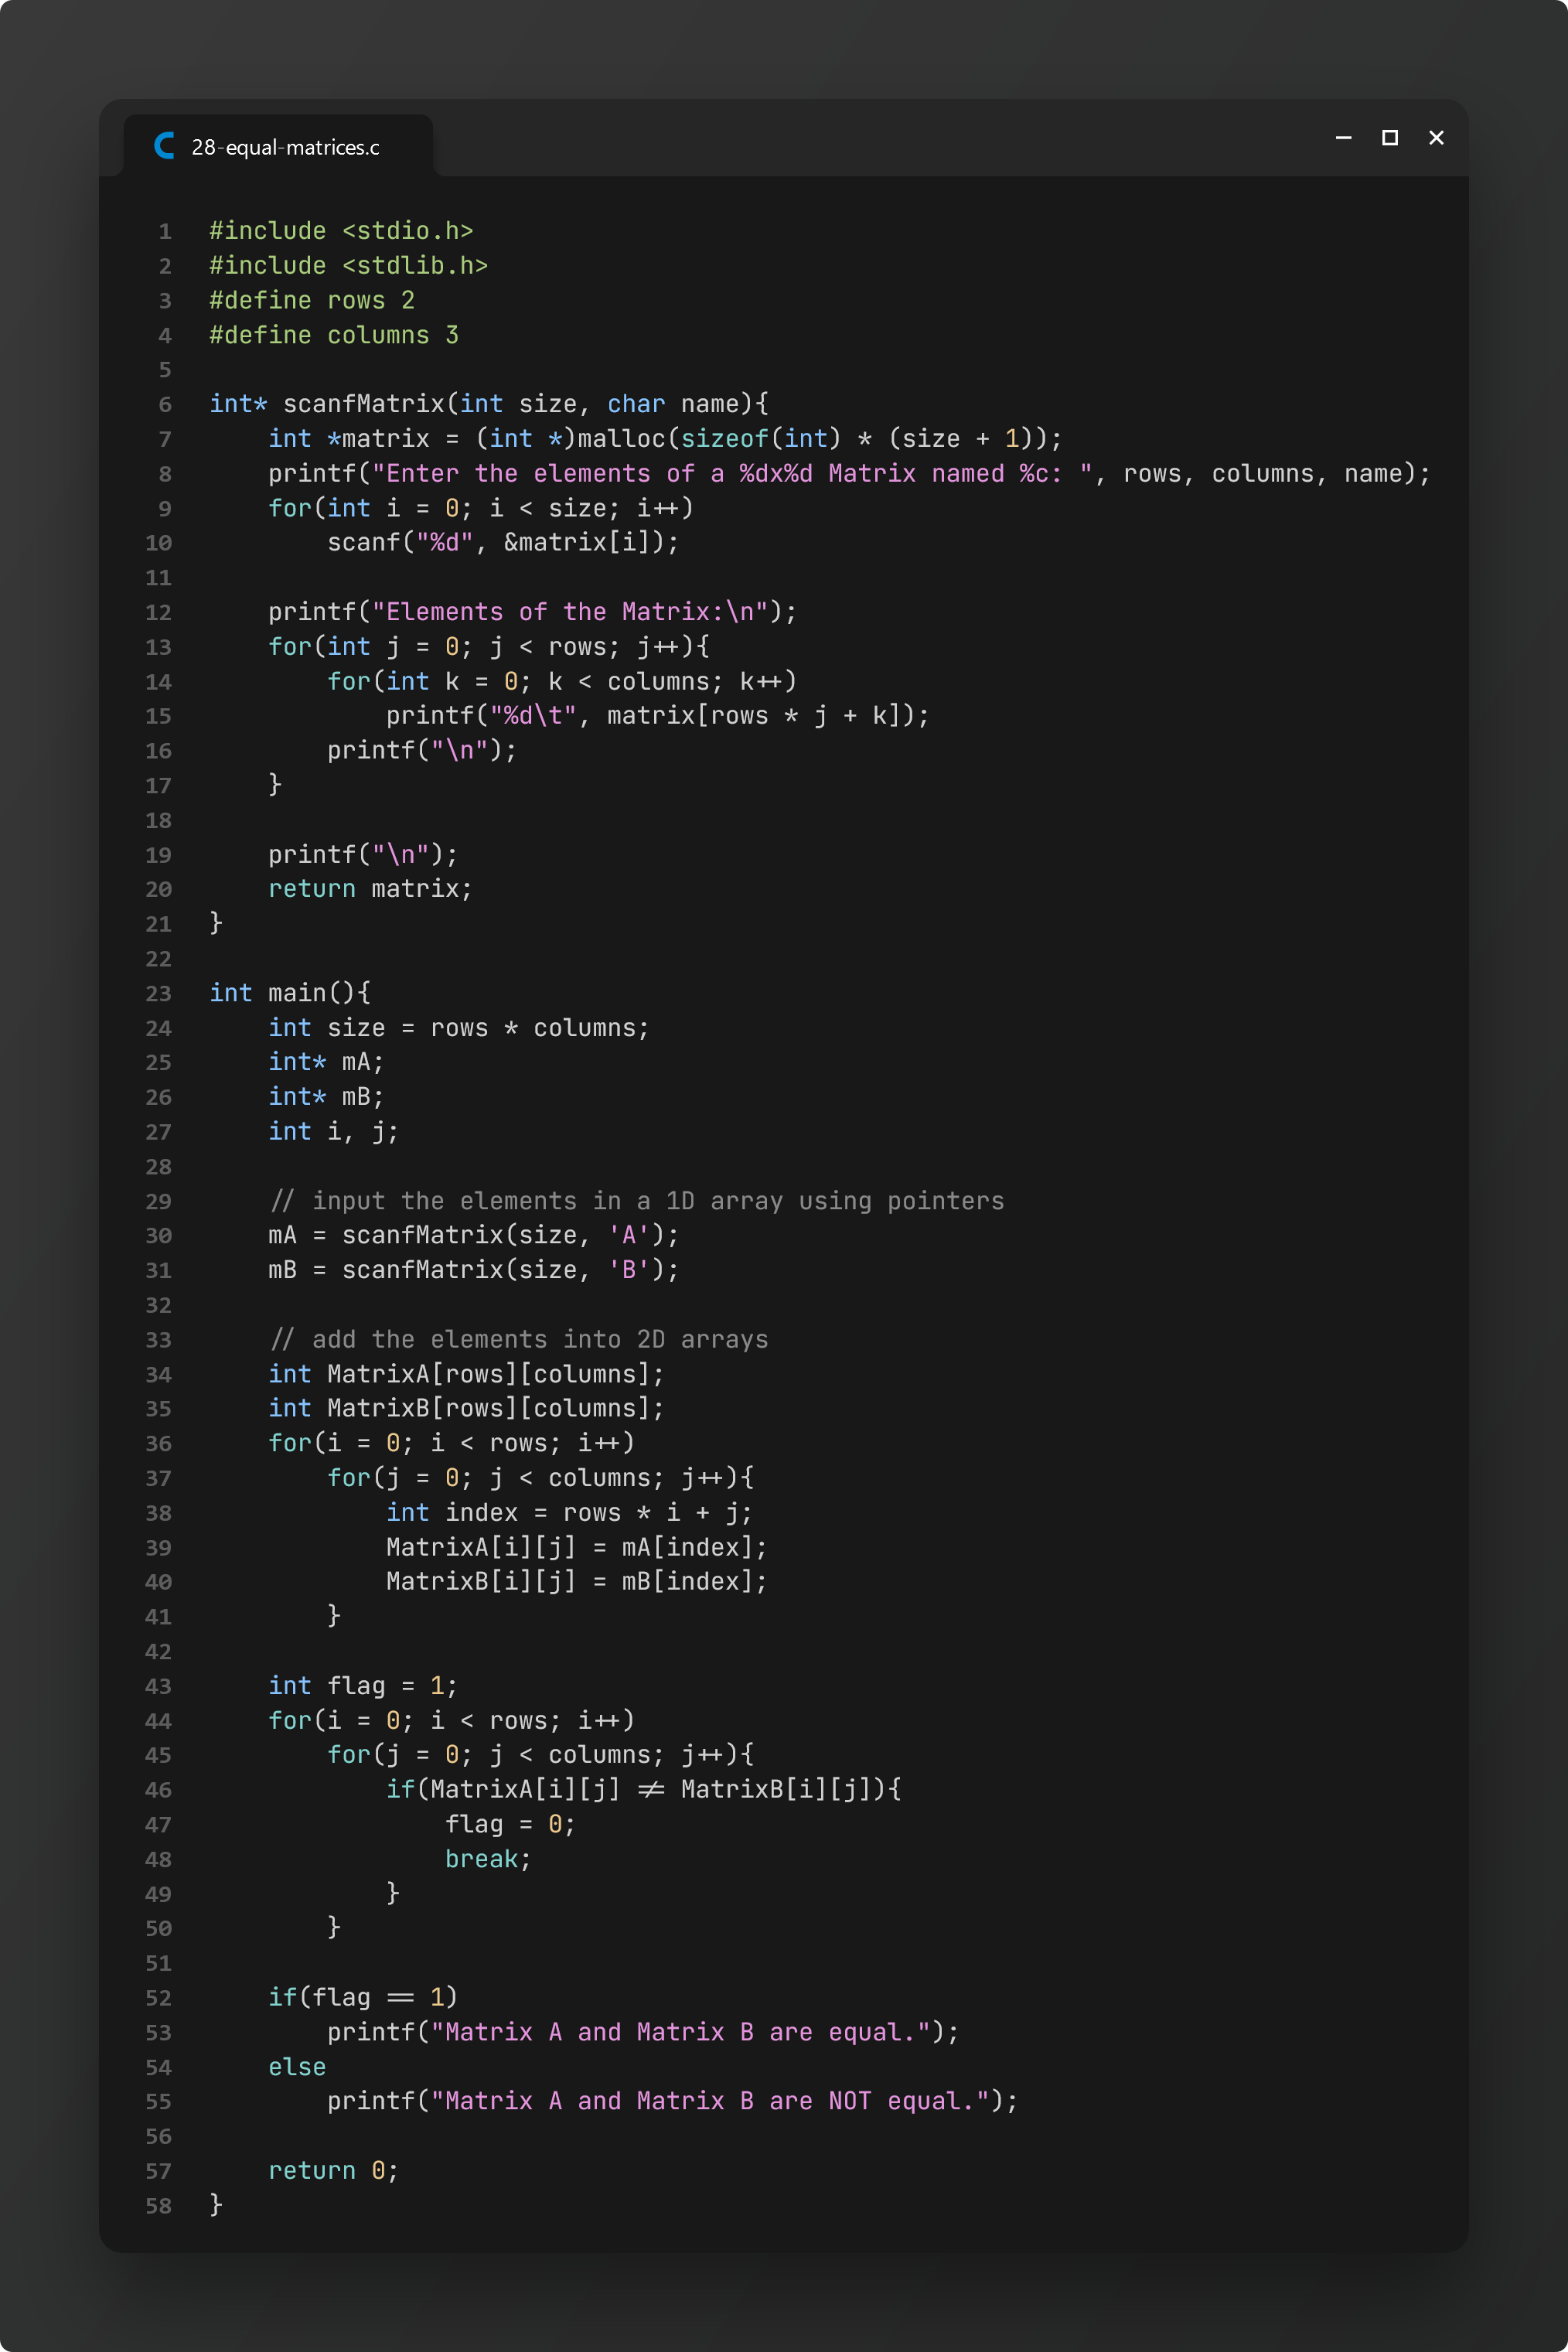 28-equal-matrices.c
1 #include <stdio.h>
2 #include <stdlib.h>
3 #define rows 2
4 #define columns 3
5
6 int* scanfMatrix(int size, char name){
7     int *matrix = (int *)malloc(sizeof(int) * (size + 1));
8     printf("Enter the elements of a %dx%d Matrix named %c: ", rows, columns, name);
9     for(int i = 0; i < size; i++)
10         scanf("%d", &matrix[i]);
11
12     printf("Elements of the Matrix:\n");
13     for(int j = 0; j < rows; j++){
14         for(int k = 0; k < columns; k++)
15             printf("%d\t", matrix[rows * j + k]);
16         printf("\n");
17     }
18
19     printf("\n");
20     return matrix;
21 }
22
23 int main(){
24     int size = rows * columns;
25     int* mA;
26     int* mB;
27     int i, j;
28
29     // input the elements in a 1D array using pointers
30     mA = scanfMatrix(size, 'A');
31     mB = scanfMatrix(size, 'B');
32
33     // add the elements into 2D arrays
34     int MatrixA[rows][columns];
35     int MatrixB[rows][columns];
36     for(i = 0; i < rows; i++)
37         for(j = 0; j < columns; j++){
38             int index = rows * i + j;
39             MatrixA[i][j] = mA[index];
40             MatrixB[i][j] = mB[index];
41         }
42
43     int flag = 1;
44     for(i = 0; i < rows; i++)
45         for(j = 0; j < columns; j++){
46             if(MatrixA[i][j] != MatrixB[i][j]){
47                 flag = 0;
48                 break;
49             }
50         }
51
52     if(flag == 1)
53         printf("Matrix A and Matrix B are equal.");
54     else
55         printf("Matrix A and Matrix B are NOT equal.");
56
57     return 0;
58 }